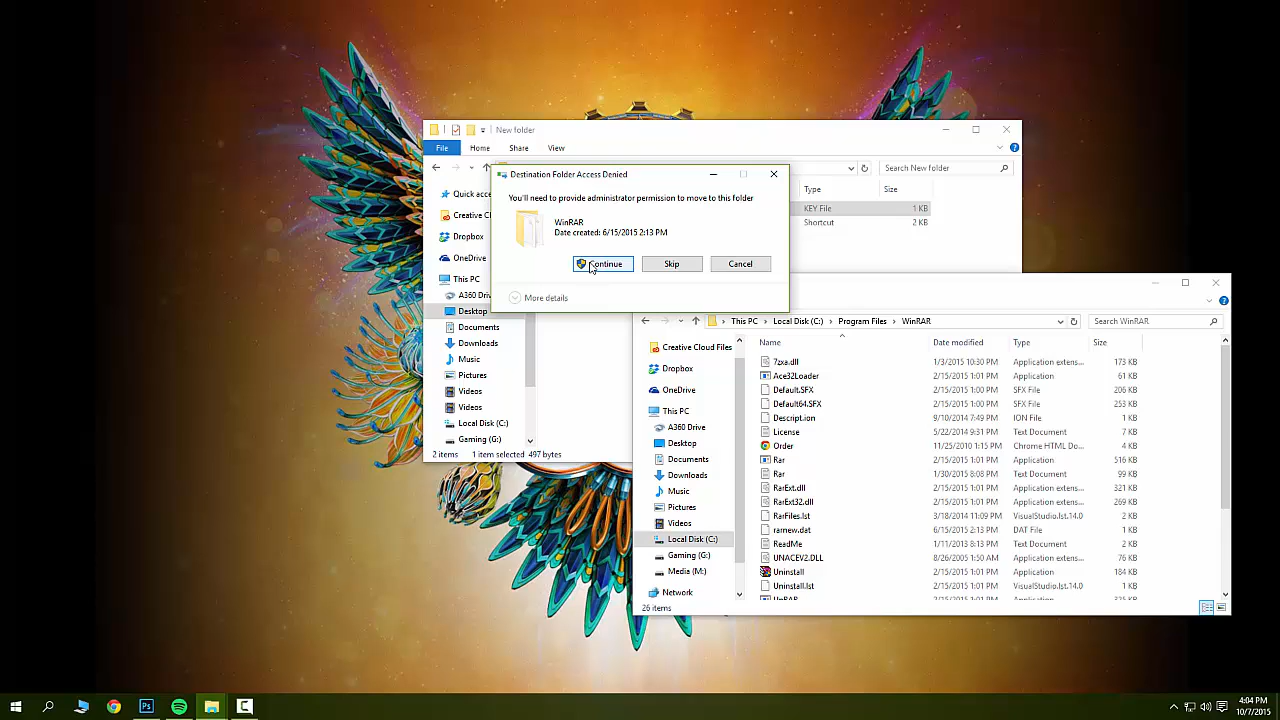 New folder
File Home Share View
Search New folder
Destination Folder Access Denied
You'll need to provide administrator permission to move to this folder
WinRAR
Date created: 6/15/2015 2:13 PM
Continue Skip Cancel
More details
Type Size
KEY File 1 KB
Shortcut 2 KB
Quick acce
Creative Cl
Dropbox
OneDrive
This PC
A360 Driv
Desktop
Documents
Downloads
Music
Pictures
Videos
Videos
Local Disk (C:)
Gaming (G:)
2 items 1 item selected 497 bytes
This PC > Local Disk (C:) > Program Files > WinRAR
Search WinRAR
Creative Cloud Files
Dropbox
OneDrive
This PC
A360 Drive
Desktop
Documents
Downloads
Music
Pictures
Videos
Local Disk (C:)
Gaming (G:)
Media (M:)
Network
Name Date modified Type Size
7zxa.dll 1/3/2015 10:30 PM Application extens... 173 KB
Ace32Loader 2/15/2015 1:01 PM Application 61 KB
Default.SFX 2/15/2015 1:00 PM SFX File 206 KB
Default64.SFX 2/15/2015 1:01 PM SFX File 253 KB
Descript.ion 9/10/2014 7:49 PM ION File 1 KB
License 5/22/2014 9:31 PM Text Document 7 KB
Order 11/25/2010 1:15 PM Chrome HTML Do... 4 KB
Rar 2/15/2015 1:01 PM Application 516 KB
Rar 1/30/2015 8:08 PM Text Document 99 KB
RarExt.dll 2/15/2015 1:01 PM Application extens... 321 KB
RarExt32.dll 2/15/2015 1:01 PM Application extens... 269 KB
RarFiles.lst 3/18/2014 11:09 PM VisualStudio.lst.14.0 2 KB
rarnew.dat 6/15/2015 2:13 PM DAT File 1 KB
ReadMe 1/11/2013 8:13 PM Text Document 2 KB
UNACEV2.DLL 8/26/2005 1:50 AM Application extens... 76 KB
Uninstall 2/15/2015 1:01 PM Application 184 KB
Uninstall.lst 2/15/2015 1:01 PM VisualStudio.lst.14.0 1 KB
UnRAR 2/15/2015 1:01 PM Application 325 KB
26 items
4:04 PM
10/7/2015